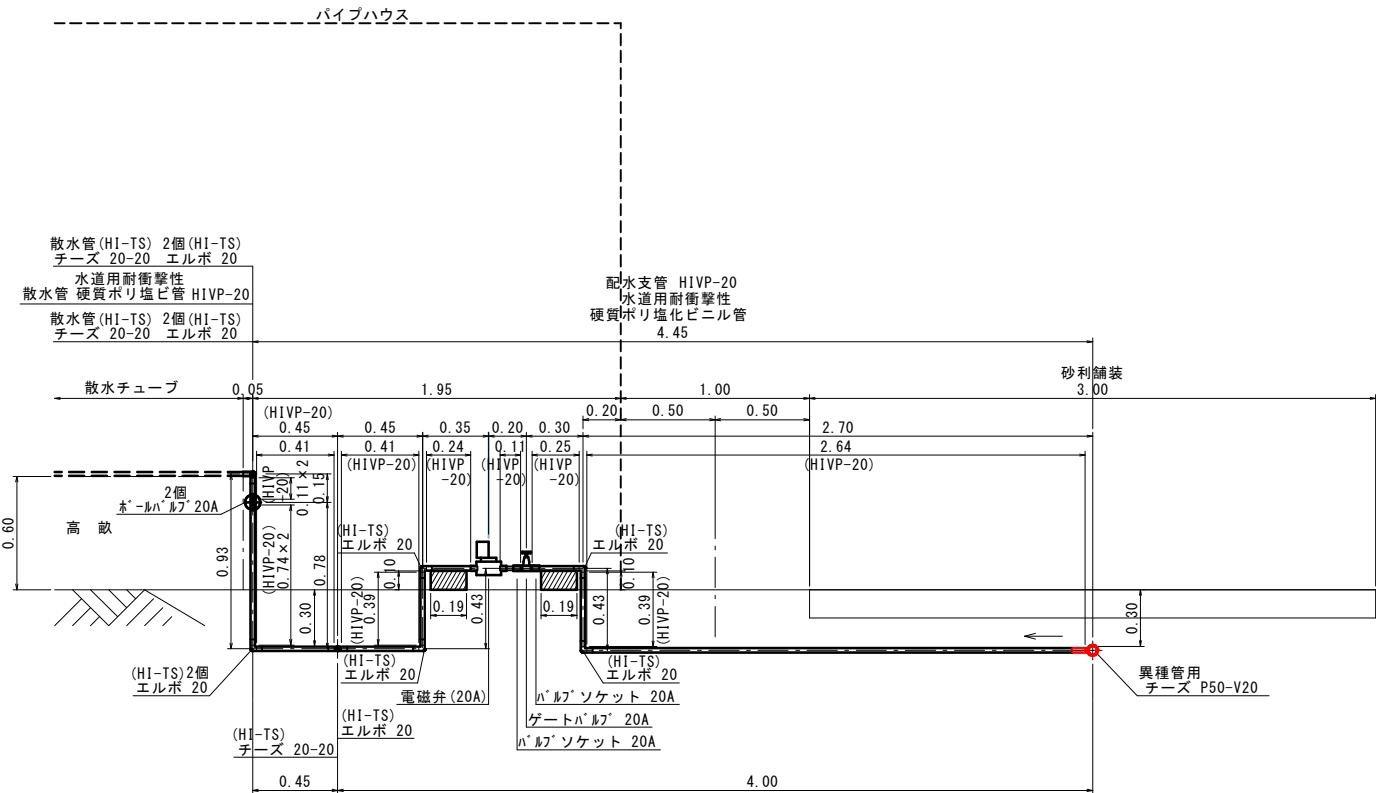 パイプハウス
散水管(HI-TS) 2個(HI-TS)
チーズ 20-20 エルボ 20
水道用耐衝撃性
散水管 硬質ポリ塩ビ管 HIVP-20
散水管(HI-TS) 2個(HI-TS)
チーズ 20-20 エルボ 20
配水支管 HIVP-20
水道用耐衝撃性
硬質ポリ塩化ビニル管
4.45
砂利舗装
散水チューブ
0.05
1.95
1.00
3.00
(HIVP-20)
0.20
0.50
0.50
0.45
0.45
0.35
0.20
0.30
2.70
0.41
0.41
0.24
0.11
0.25
2.64
(HIVP-20)
(HIVP
-20)
(HIVP
-20)
(HIVP
-20)
(HIVP-20)
(HIVP
-20)
0.11×2
0.15
2個
ボールバルブ20A
高 畝
0.60
0.93
(HIVP-20)
0.74×2
0.78
0.30
(HI-TS)
エルボ 20
(HI-TS)
エルボ 20
0.10
0.10
(HIVP-20)
0.39
0.19
0.43
0.19
0.43
0.39
(HIVP-20)
0.30
(HI-TS)2個
エルボ 20
(HI-TS)
エルボ 20
(HI-TS)
エルボ 20
異種管用
チーズ P50-V20
電磁弁(20A)
バルブソケット 20A
(HI-TS)
エルボ 20
ゲートバルブ 20A
(HI-TS)
チーズ 20-20
バルブソケット 20A
0.45
4.00